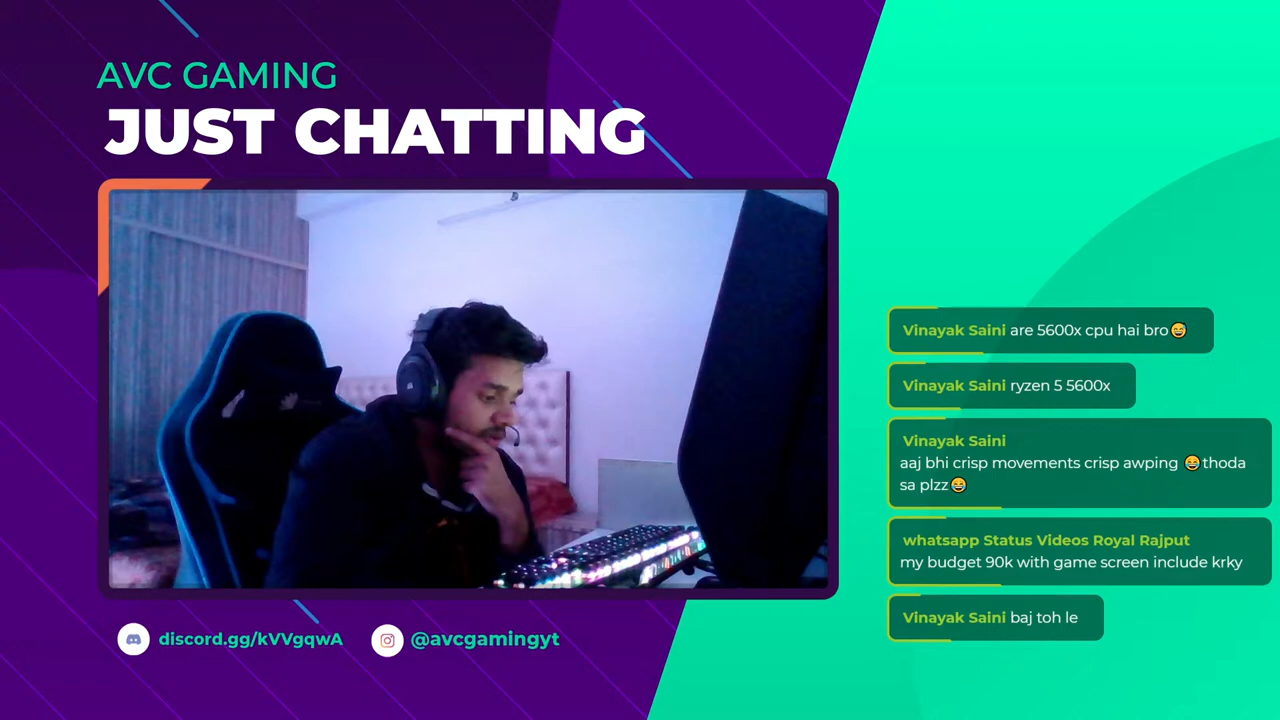 AVC GAMING
JUST CHATTING
Vinayak Saini are 5600x cpu hai bro😅
Vinayak Saini ryzen 5 5600x
Vinayak Saini
aaj bhi crisp movements crisp awping 😂thoda
sa plzz😂
whatsapp Status Videos Royal Rajput
my budget 90k with game screen include krky
Vinayak Saini baj toh le
discord.gg/kVVgqwA
@avcgamingyt